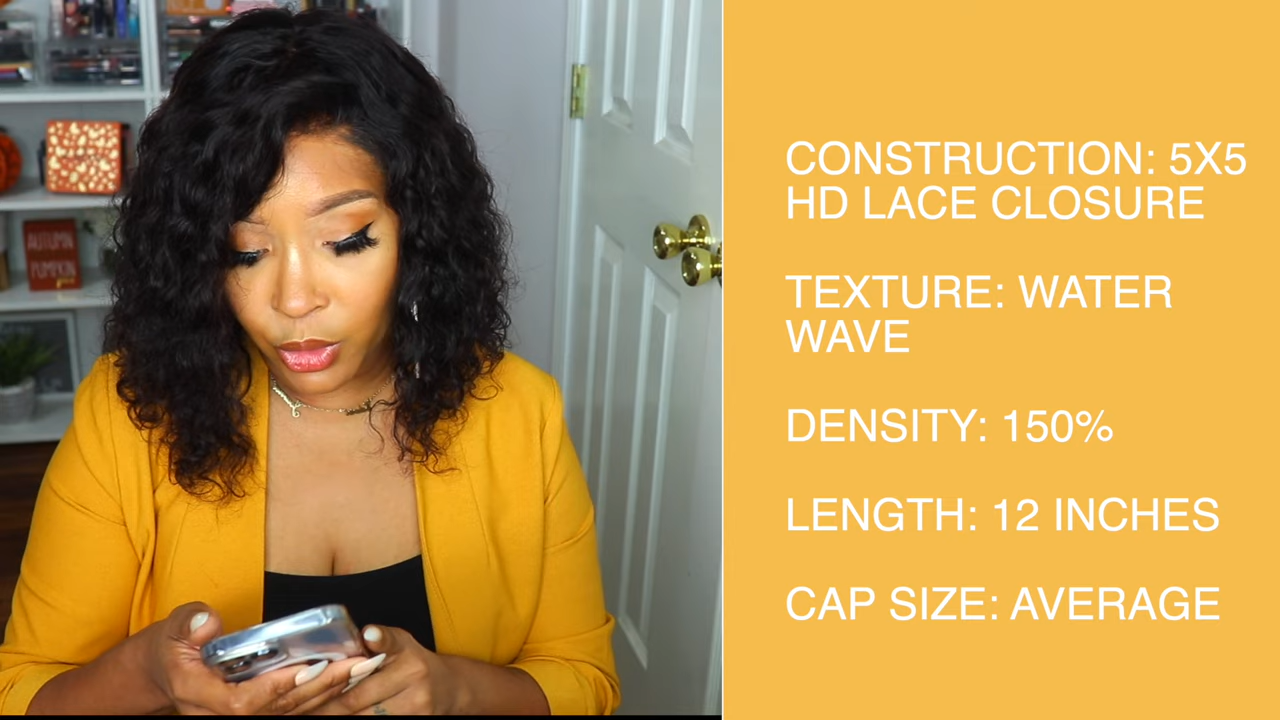 AUTUMN
PUMPKIN
CONSTRUCTION: 5X5
HD LACE CLOSURE
TEXTURE: WATER
WAVE
DENSITY: 150%
LENGTH: 12 INCHES
CAP SIZE: AVERAGE